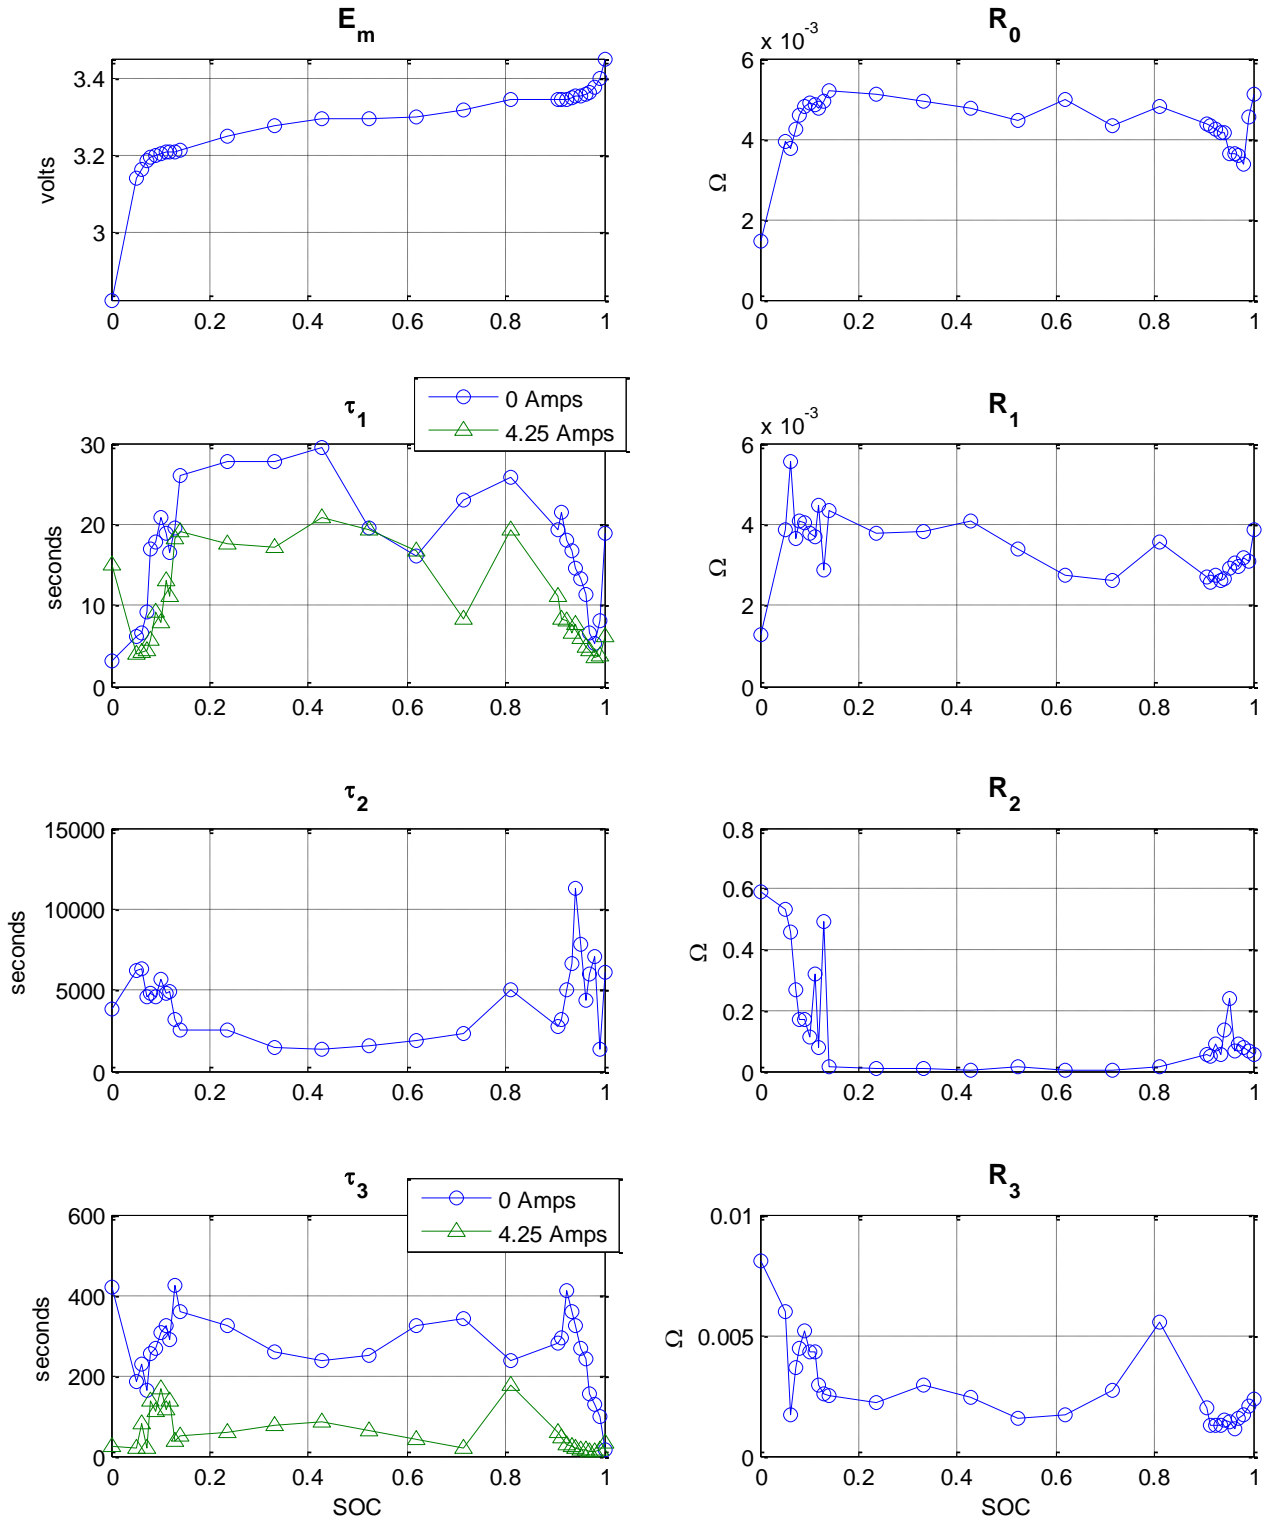 E_m
3.4
3.2
3
volts
0 0.2 0.4 0.6 0.8 1
R_0
x 10^-3
6
4
2
0
Ω
0 0.2 0.4 0.6 0.8 1
τ_1
0 Amps
4.25 Amps
30
20
10
0
seconds
0 0.2 0.4 0.6 0.8 1
R_1
x 10^-3
6
4
2
0
Ω
0 0.2 0.4 0.6 0.8 1
τ_2
15000
10000
5000
0
seconds
0 0.2 0.4 0.6 0.8 1
R_2
0.8
0.6
0.4
0.2
0
Ω
0 0.2 0.4 0.6 0.8 1
τ_3
0 Amps
4.25 Amps
600
400
200
0
seconds
0 0.2 0.4 0.6 0.8 1
SOC
R_3
0.01
0.005
0
Ω
0 0.2 0.4 0.6 0.8 1
SOC